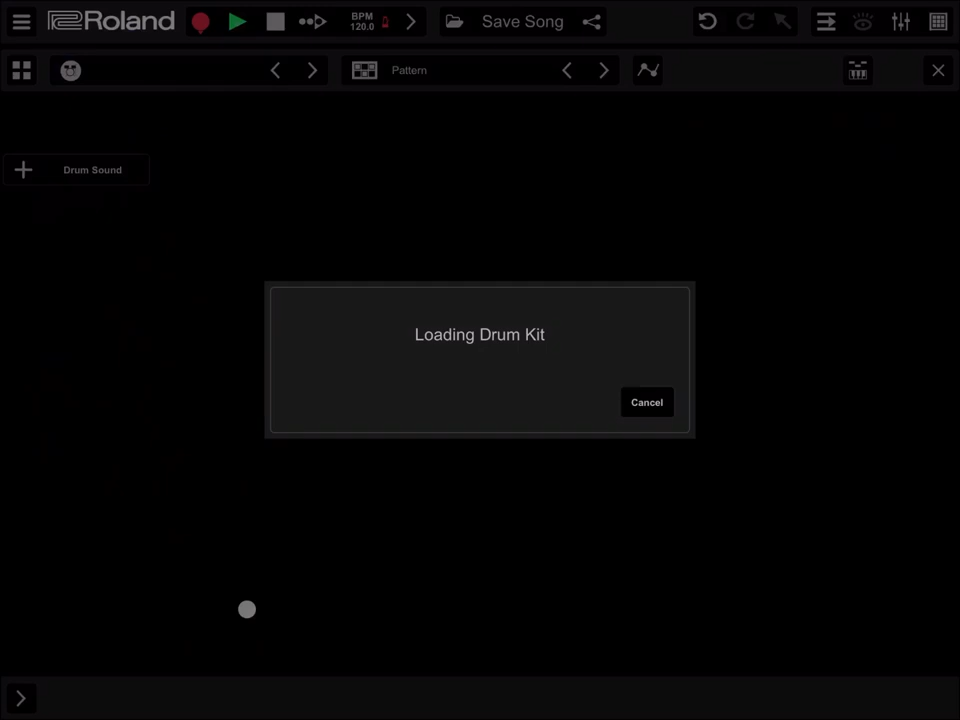 Roland
BPM
120.0
Save Song
Pattern
Drum Sound
Loading Drum Kit
Cancel